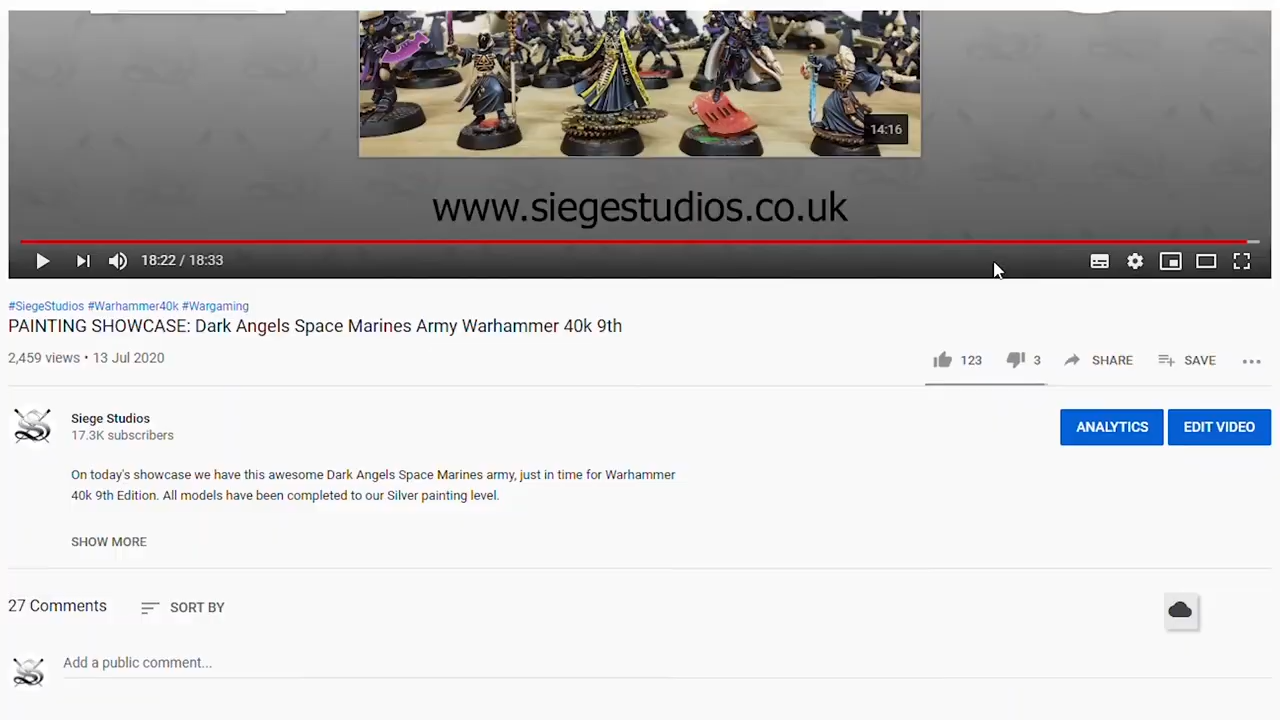 14:16
www.siegestudios.co.uk
18:22 / 18:33
#SiegeStudios #Warhammer40k #Wargaming
PAINTING SHOWCASE: Dark Angels Space Marines Army Warhammer 40k 9th
2,459 views • 13 Jul 2020
123 3 SHARE SAVE
Siege Studios
17.3K subscribers
ANALYTICS EDIT VIDEO
On today's showcase we have this awesome Dark Angels Space Marines army, just in time for Warhammer
40k 9th Edition. All models have been completed to our Silver painting level.
SHOW MORE
27 Comments SORT BY
Add a public comment...